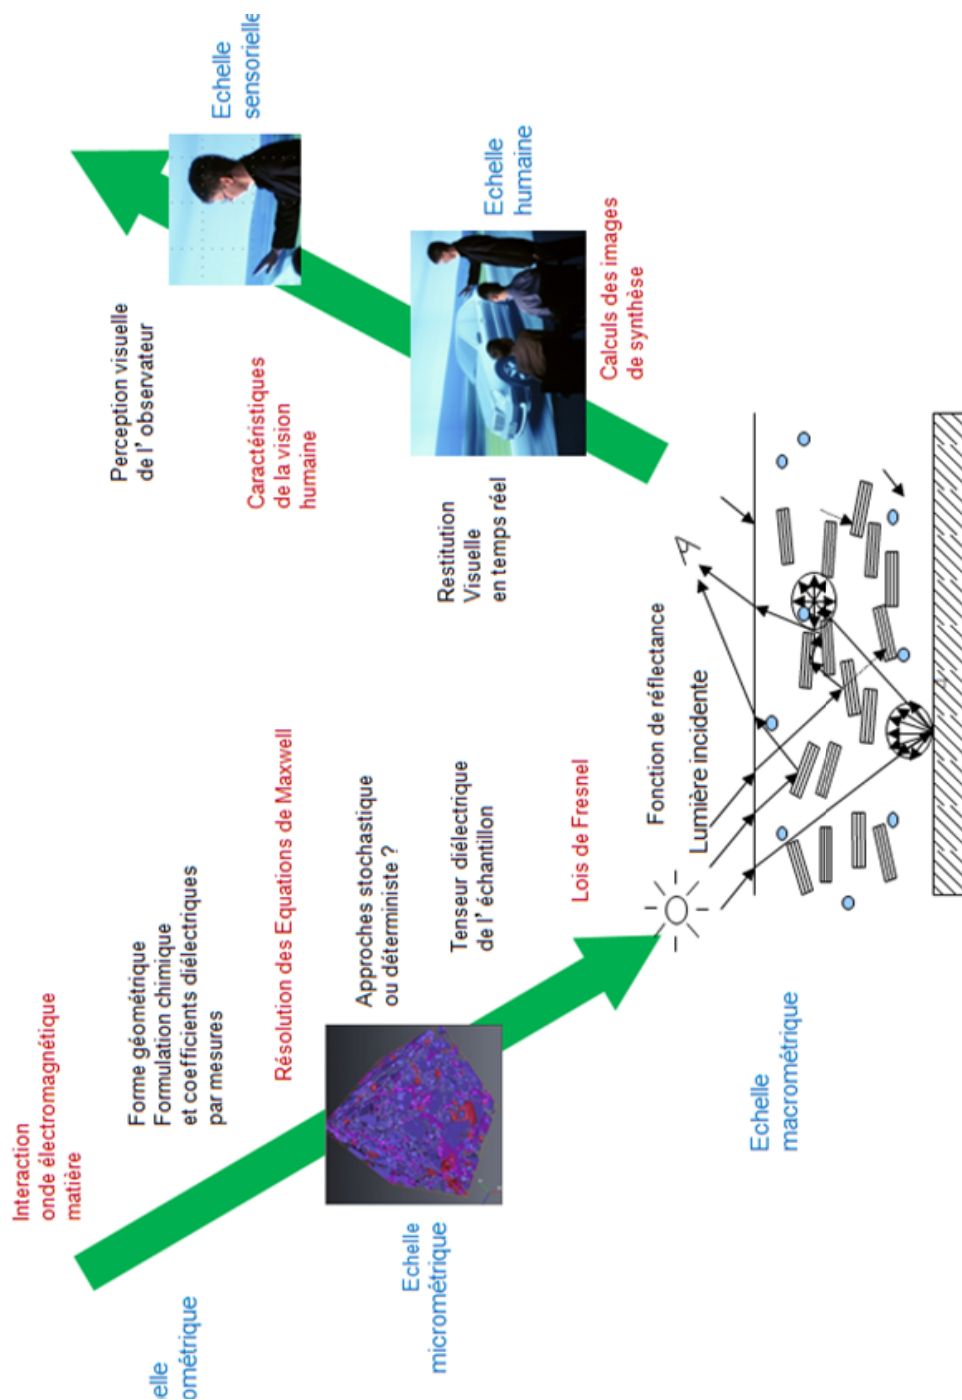 Interaction
onde électromagnétique
matière
Forme géométrique
Formulation chimique
et coefficients diélectriques
par mesures
elle
ométrique
Résolution des Equations de Maxwell
Approches stochastique
ou déterministe ?
Echelle
micrométrique
Tenseur diélectrique
de l' échantillon
Lois de Fresnel
Fonction de réflectance
Lumière incidente
Echelle
macrométrique
Calculs des images
de synthèse
Restitution
Visuelle
en temps réel
Echelle
humaine
Caractéristiques
de la vision
humaine
Perception visuelle
de l' observateur
Echelle
sensorielle